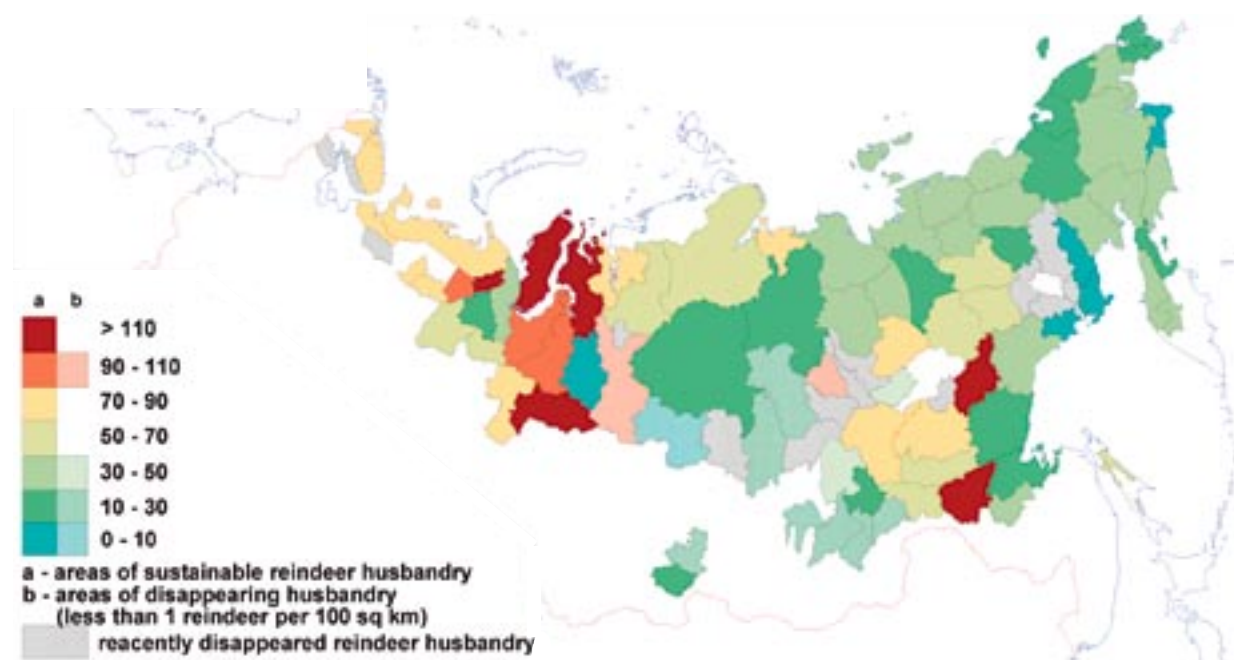 a b
> 110
90 - 110
70 - 90
50 - 70
30 - 50
10 - 30
0 - 10
a - areas of sustainable reindeer husbandry
b - areas of disappearing husbandry
(less than 1 reindeer per 100 sq km)
reacently disappeared reindeer husbandry